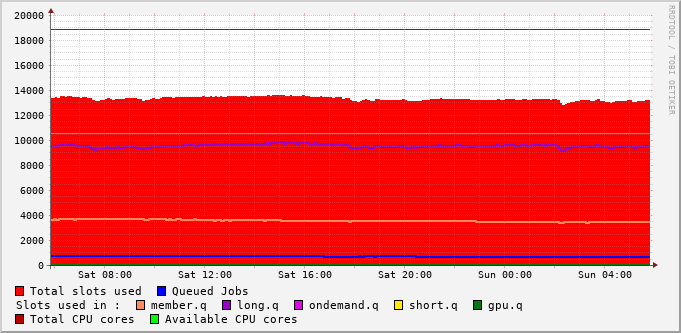 20000
18000
16000
14000
12000
10000
8000
6000
4000
2000
0
Sat 08:00 Sat 12:00 Sat 16:00 Sat 20:00 Sun 00:00 Sun 04:00
Total slots used Queued Jobs
Slots used in : member.q long.q ondemand.q short.q gpu.q
Total CPU cores Available CPU cores
RRDTOOL / TOBI OETIKER